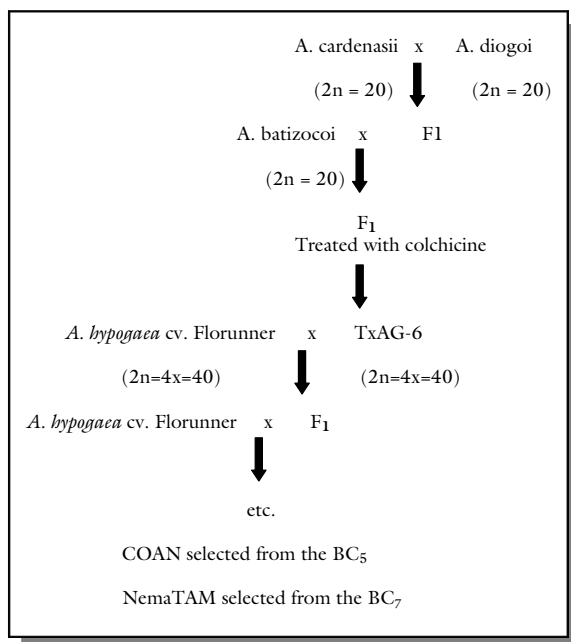 A. cardenasii x A. diogoi
(2n = 20) (2n = 20)
A. batizocoi x F1
(2n = 20)
F1
Treated with colchicine
A. hypogaea cv. Florunner x TxAG-6
(2n=4x=40) (2n=4x=40)
A. hypogaea cv. Florunner x F1
etc.
COAN selected from the BC5
NemaTAM selected from the BC7